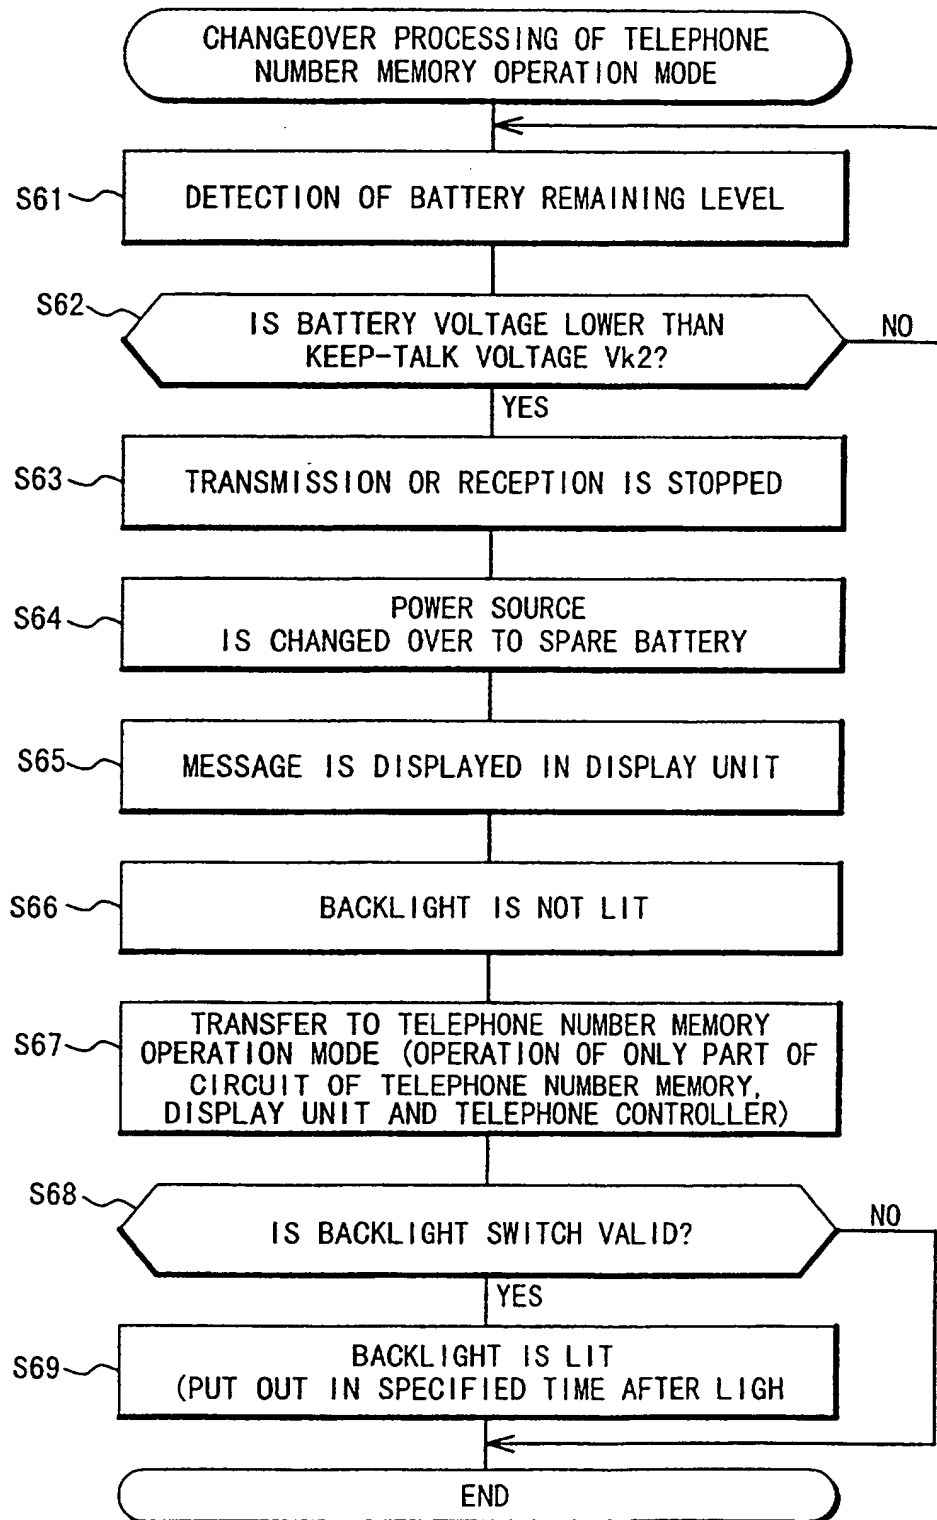 CHANGEOVER PROCESSING OF TELEPHONE
NUMBER MEMORY OPERATION MODE
S61
DETECTION OF BATTERY REMAINING LEVEL
S62
IS BATTERY VOLTAGE LOWER THAN
KEEP-TALK VOLTAGE Vk2?
NO
YES
S63
TRANSMISSION OR RECEPTION IS STOPPED
S64
POWER SOURCE
IS CHANGED OVER TO SPARE BATTERY
S65
MESSAGE IS DISPLAYED IN DISPLAY UNIT
S66
BACKLIGHT IS NOT LIT
S67
TRANSFER TO TELEPHONE NUMBER MEMORY
OPERATION MODE (OPERATION OF ONLY PART OF
CIRCUIT OF TELEPHONE NUMBER MEMORY,
DISPLAY UNIT AND TELEPHONE CONTROLLER)
S68
IS BACKLIGHT SWITCH VALID?
NO
YES
S69
BACKLIGHT IS LIT
(PUT OUT IN SPECIFIED TIME AFTER LIGH
END